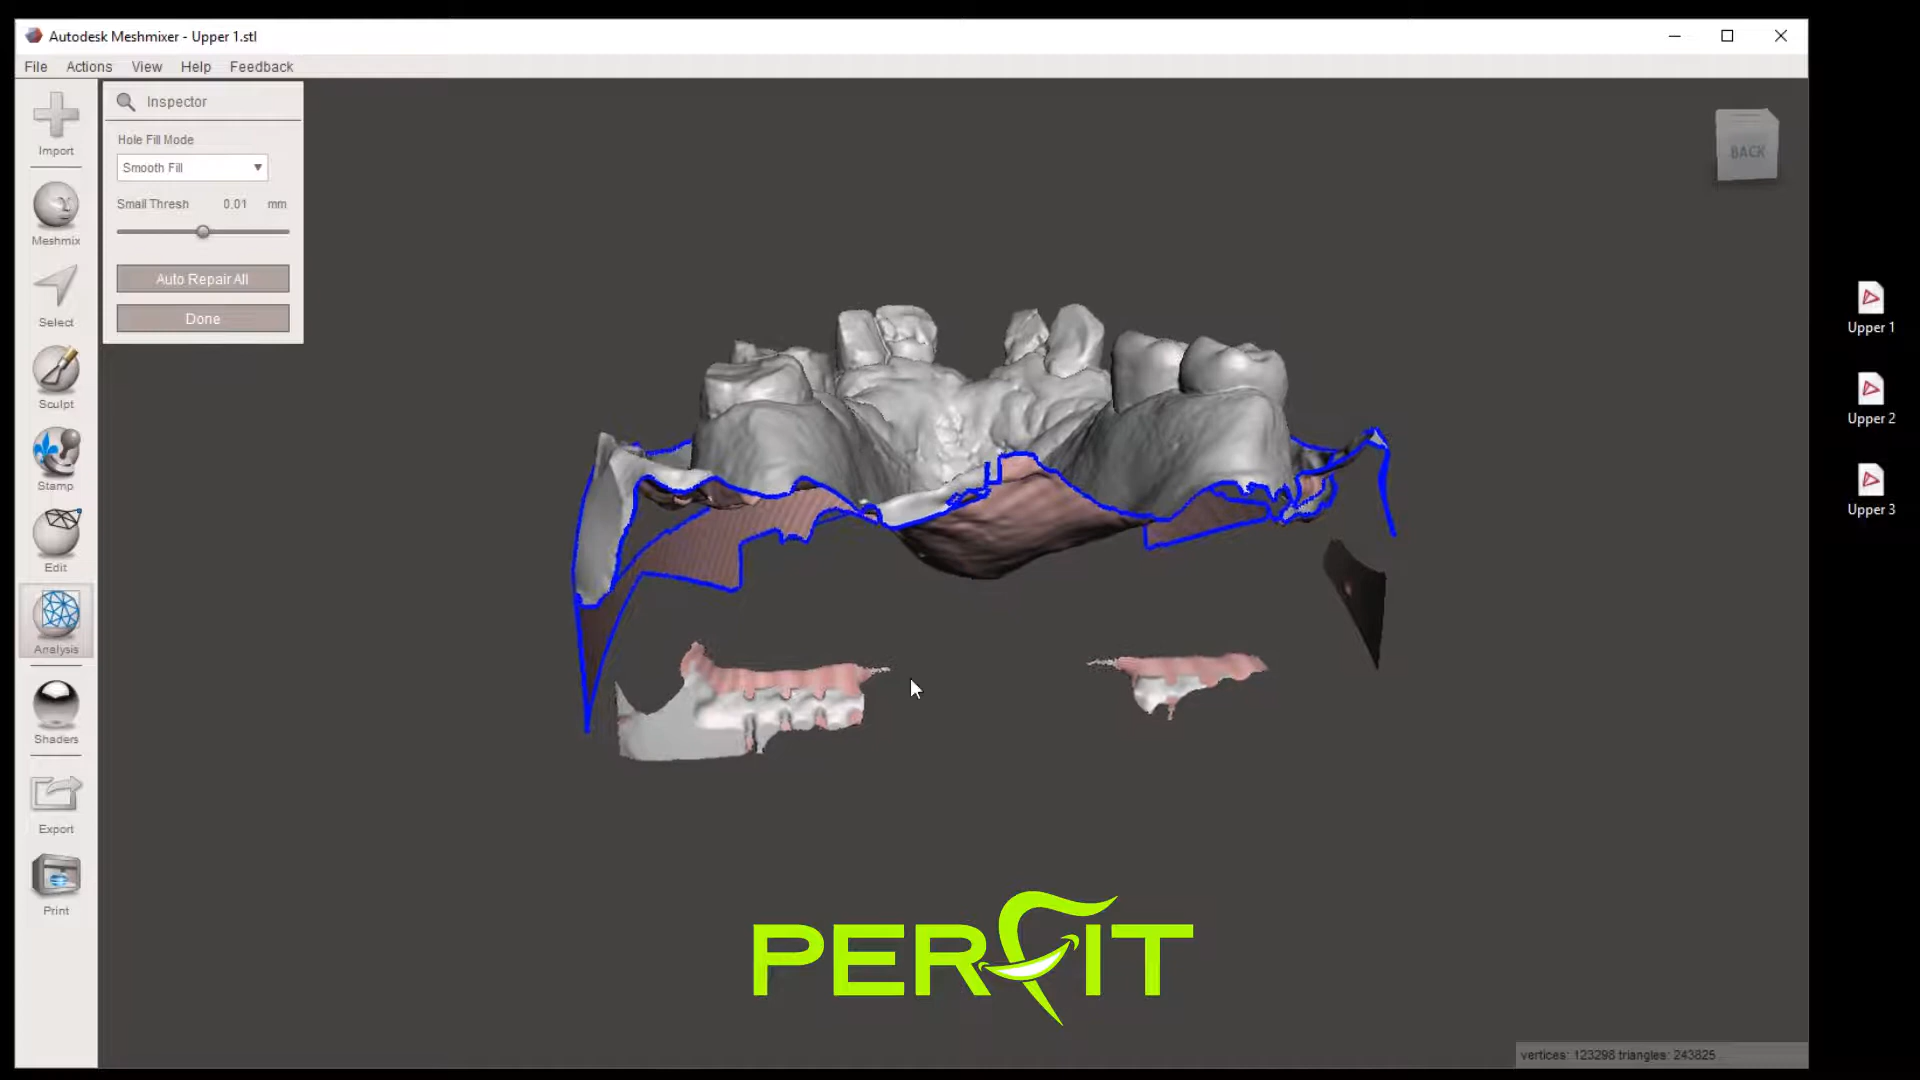 Autodesk Meshmixer - Upper 1.stl
File Actions View Help Feedback
Import
Meshmix
Select
Sculpt
Stamp
Edit
Analysis
Shaders
Export
Print
Inspector
Hole Fill Mode
Smooth Fill
Small Thresh 0.01 mm
Auto Repair All
Done
BACK
Upper 1
Upper 2
Upper 3
PERFIT
vertices: 123298 triangles: 243825